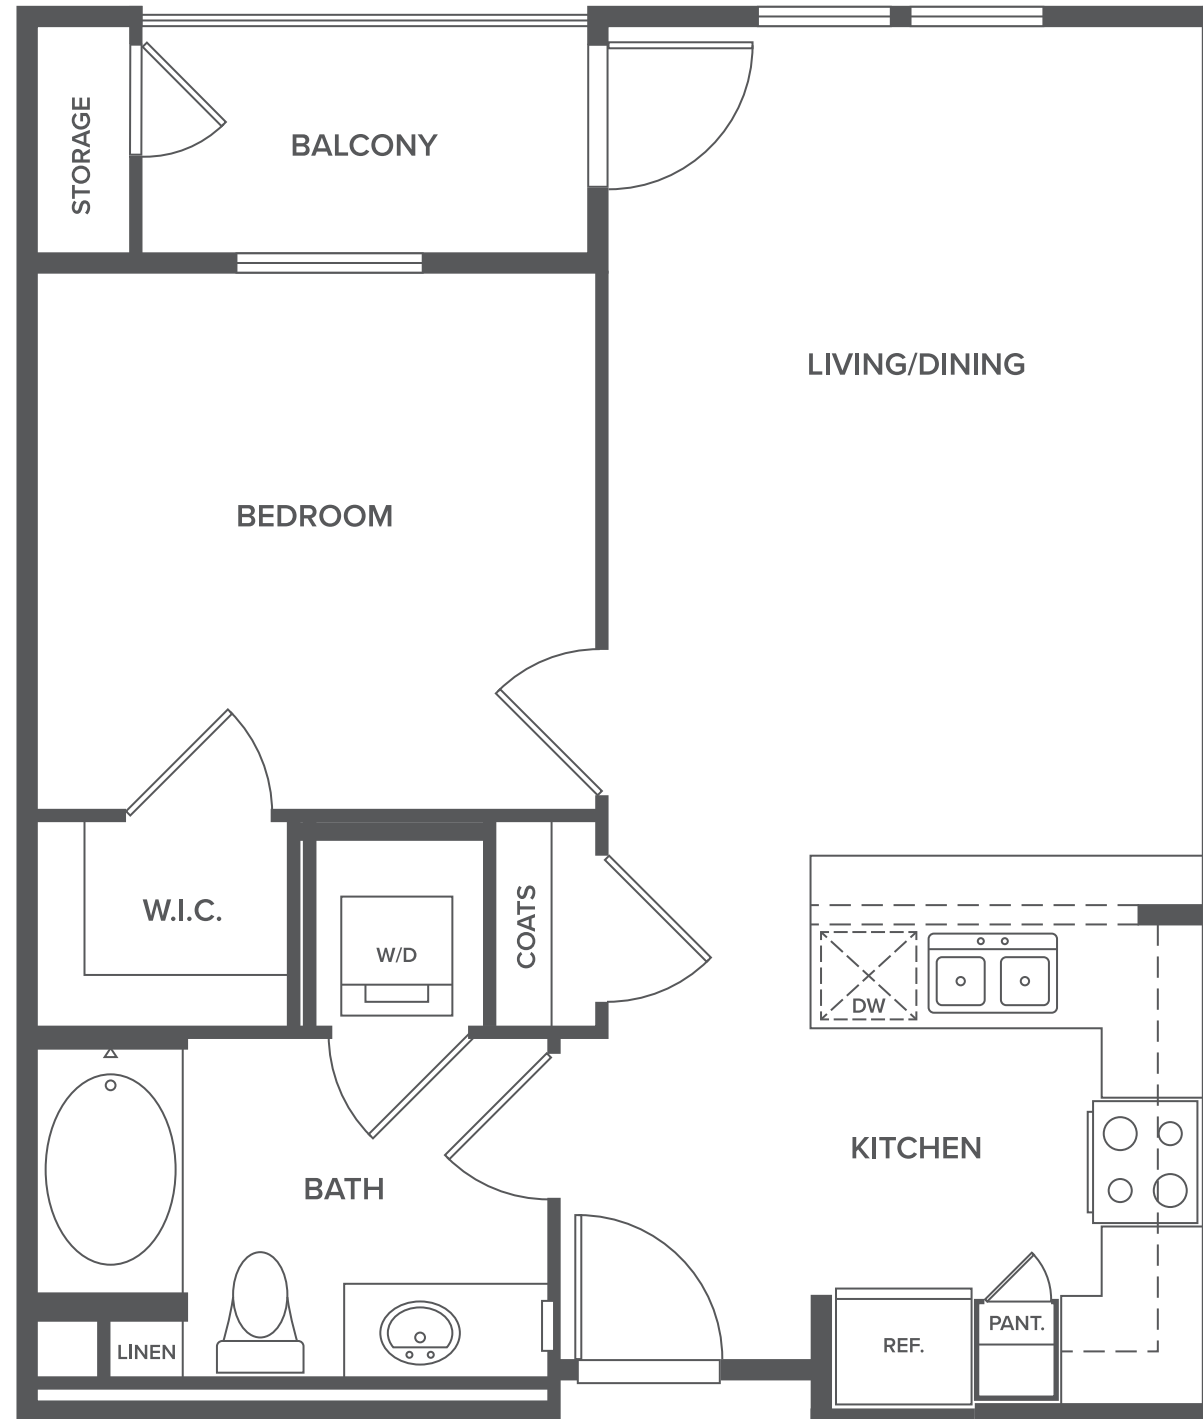 STORAGE
BALCONY
LIVING/DINING
BEDROOM
W.I.C.
W/D
COATS
DW
KITCHEN
BATH
LINEN
REF.
PANT.